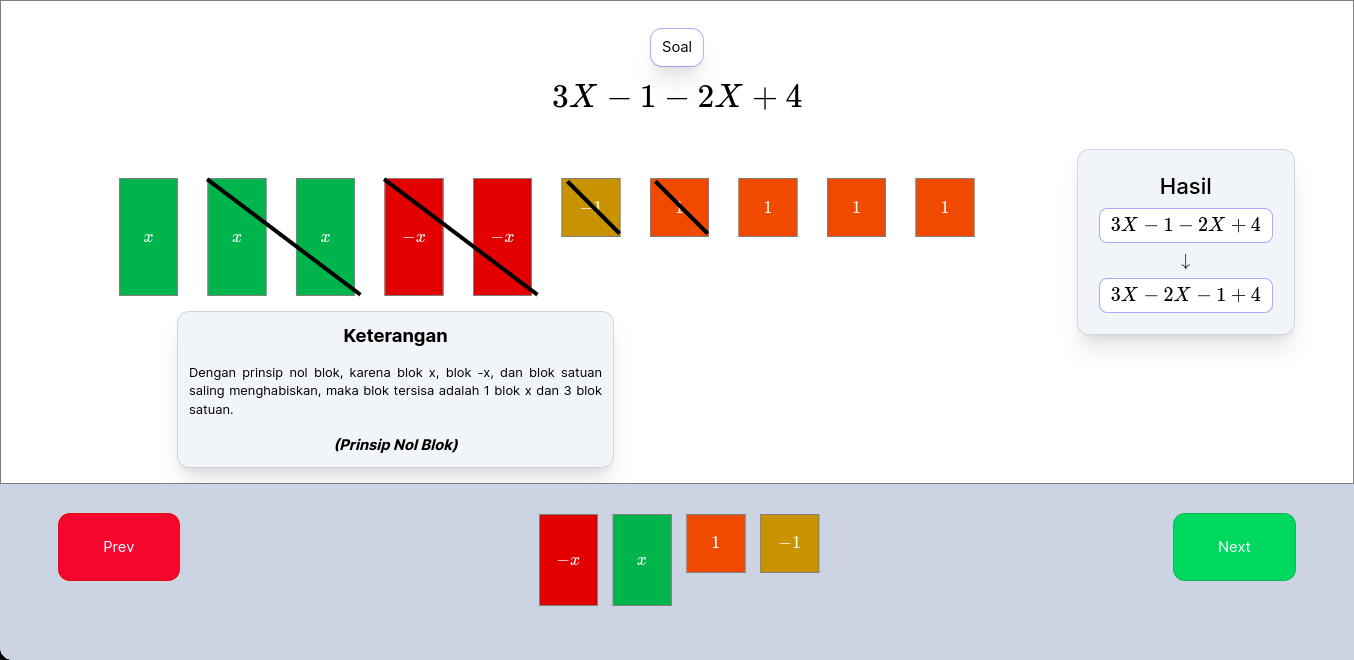 Soal
3X − 1 − 2X + 4
x x x −x −x −1 1 1 1 1
Hasil
3X − 1 − 2X + 4
↓
3X − 2X − 1 + 4
Keterangan
Dengan prinsip nol blok, karena blok x, blok -x, dan blok satuan
saling menghabiskan, maka blok tersisa adalah 1 blok x dan 3 blok
satuan.
(Prinsip Nol Blok)
Prev
−x x 1 −1
Next